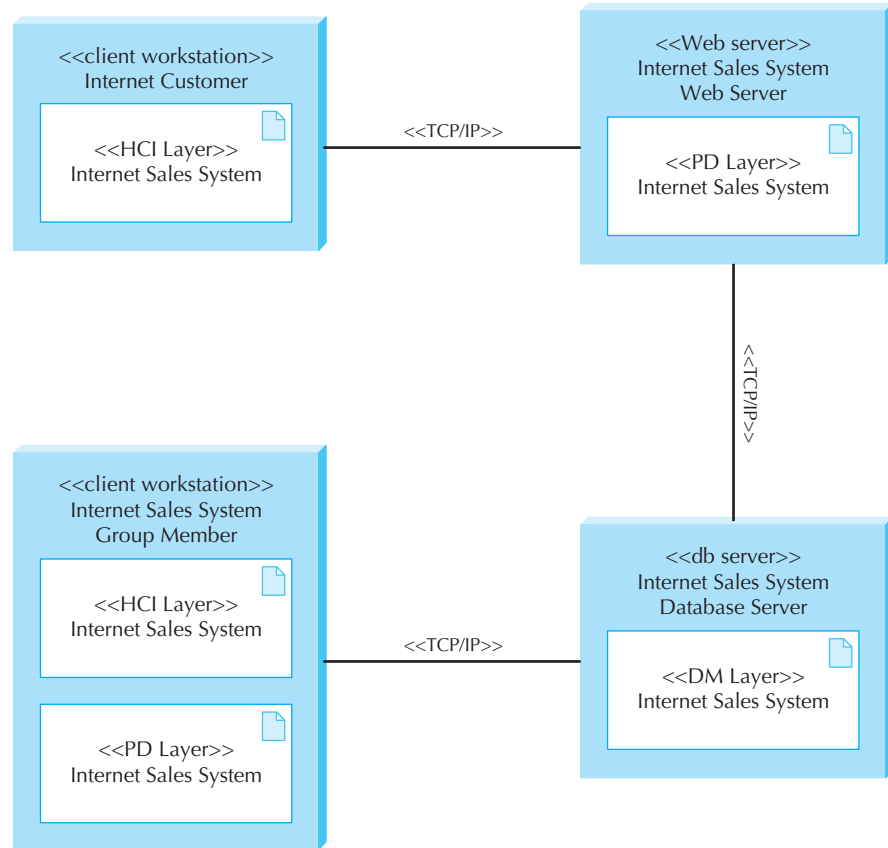 <<client workstation>>
Internet Customer
<<HCI Layer>>
Internet Sales System
<<TCP/IP>>
<<Web server>>
Internet Sales System
Web Server
<<PD Layer>>
Internet Sales System
<<TCP/IP>>
<<client workstation>>
Internet Sales System
Group Member
<<HCI Layer>>
Internet Sales System
<<PD Layer>>
Internet Sales System
<<TCP/IP>>
<<db server>>
Internet Sales System
Database Server
<<DM Layer>>
Internet Sales System